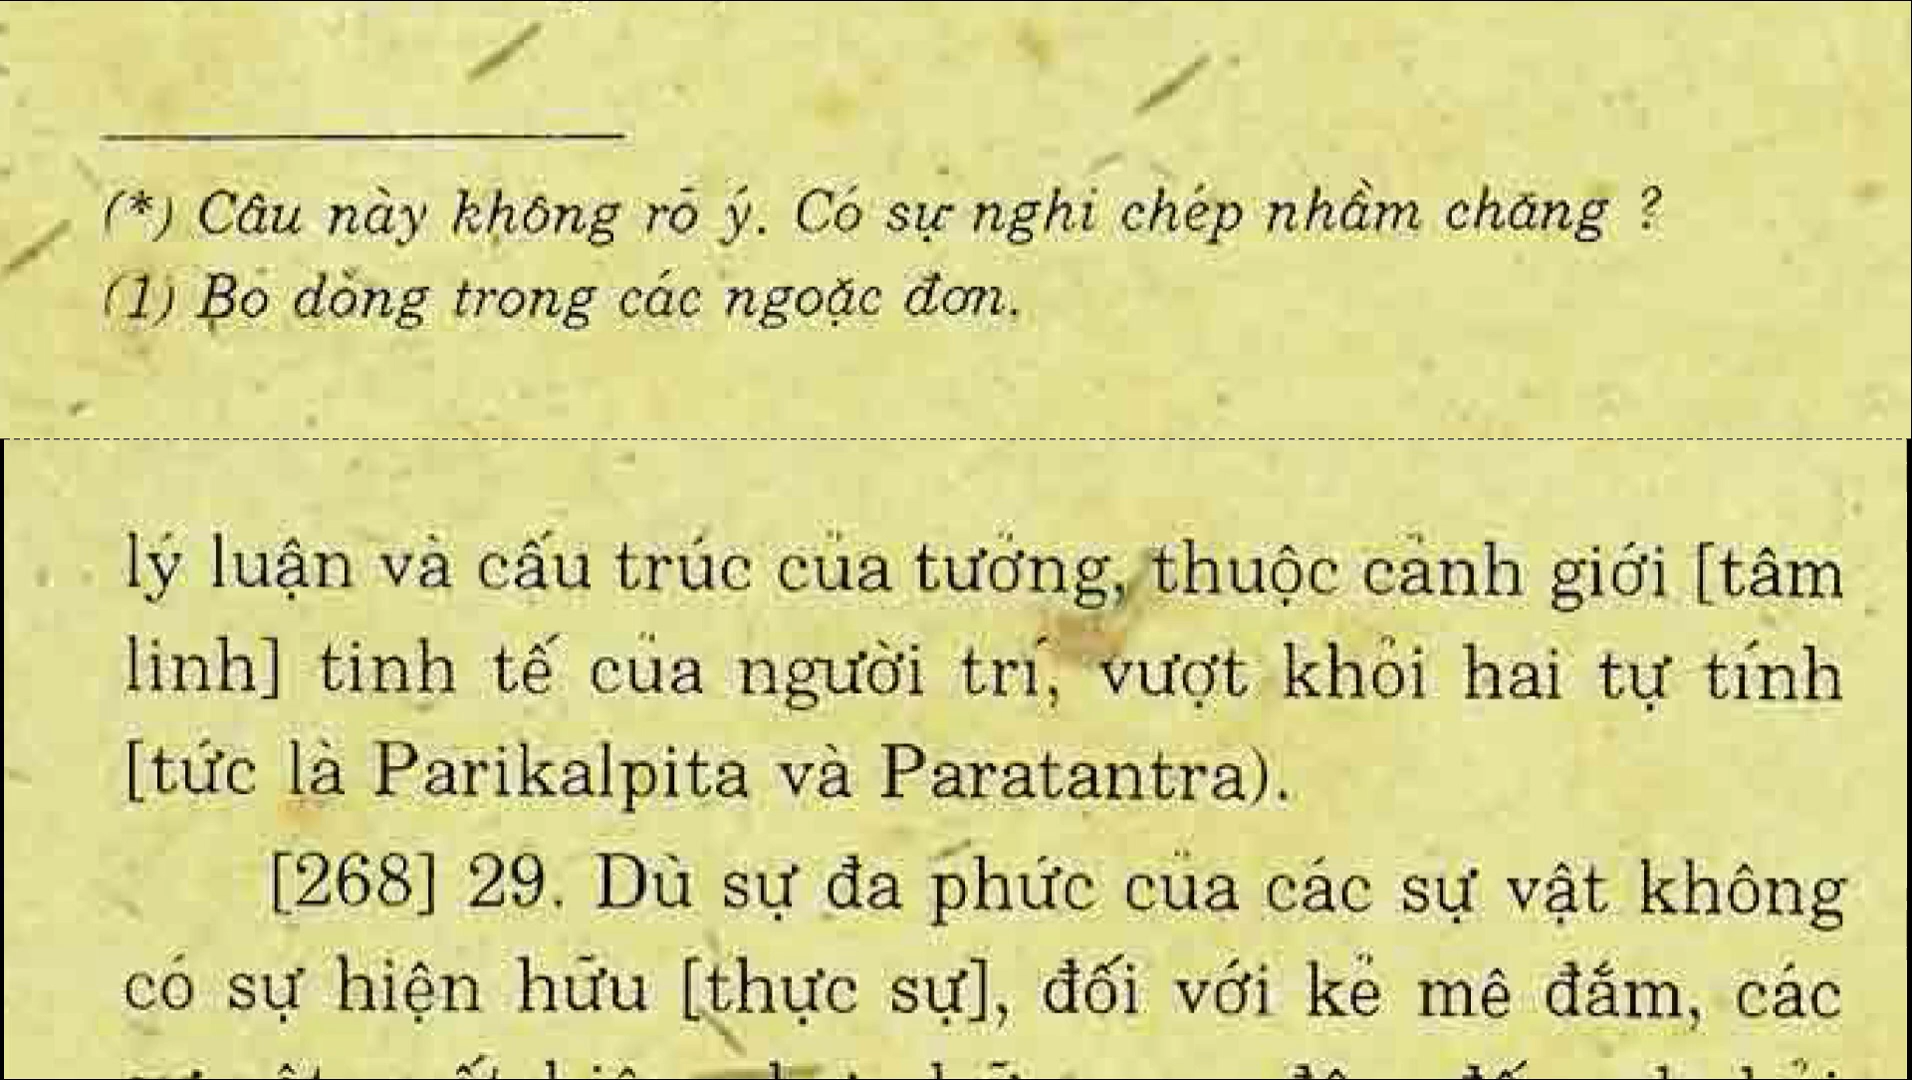 (*) Câu này không rõ ý. Có sự nghi chép nhầm chăng ?
(1) Bỏ dòng trong các ngoặc đơn.
lý luận và cấu trúc của tướng, thuộc cảnh giới [tâm
linh] tinh tế của người trí, vượt khỏi hai tự tính
[tức là Parikalpita và Paratantra).
[268] 29. Dù sự đa phức của các sự vật không
có sự hiện hữu [thực sự], đối với kẻ mê đắm, các